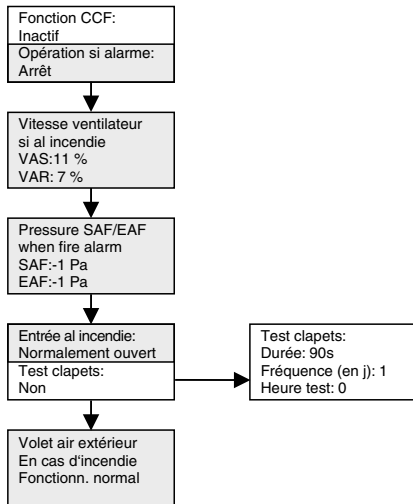 Fonction CCF:
Inactif
Opération si alarme:
Arrêt
Vitesse ventilateur
si al incendie
VAS:11 %
VAR: 7 %
Pressure SAF/EAF
when fire alarm
SAF:-1 Pa
EAF:-1 Pa
Entrée al incendie:
Normalement ouvert
Test clapets:
Non
Test clapets:
Durée: 90s
Fréquence (en j): 1
Heure test: 0
Volet air extérieur
En cas d‘incendie
Fonctionn. normal